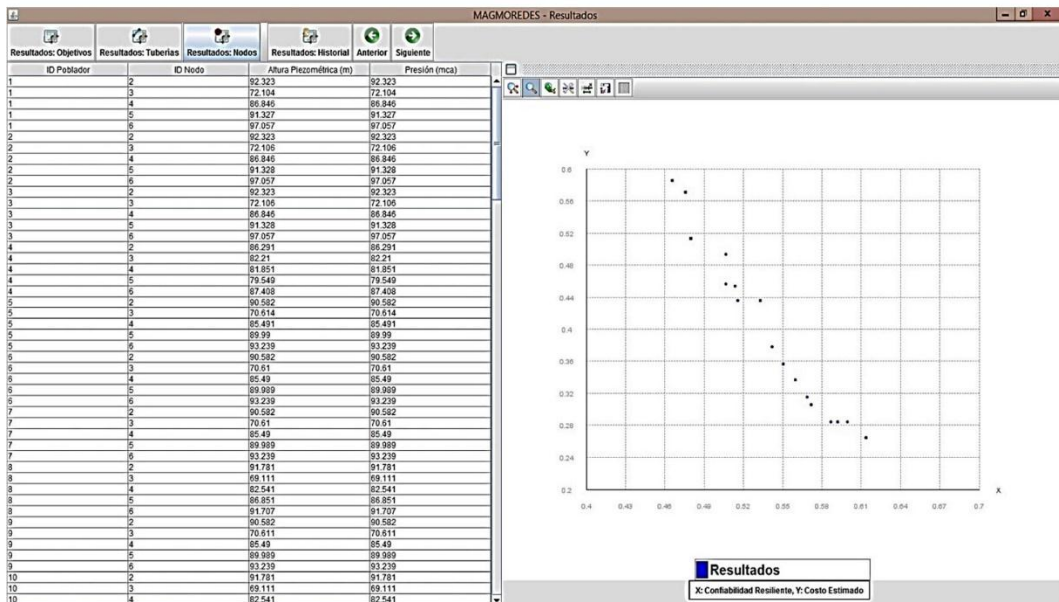 MAGMOREDES - Resultados
Resultados: Objetivos Resultados: Tuberías Resultados: Nodos Resultados: Historial Anterior Siguiente
ID Poblador ID Nodo Altura Piezométrica (m) Presión (mca)
1 2 92.323 92.323
1 3 72.104 72.104
1 4 86.846 86.846
1 5 91.327 91.327
1 6 97.057 97.057
2 2 92.323 92.323
2 3 72.106 72.106
2 4 86.846 86.846
2 5 91.328 91.328
2 6 97.057 97.057
3 2 92.323 92.323
3 3 72.106 72.106
3 4 86.846 86.846
3 5 91.328 91.328
3 6 97.057 97.057
4 2 86.291 86.291
4 3 82.21 82.21
4 4 81.851 81.851
4 5 79.549 79.549
4 6 87.408 87.408
5 2 90.582 90.582
5 3 70.614 70.614
5 4 85.491 85.491
5 5 89.99 89.99
5 6 93.239 93.239
6 2 90.582 90.582
6 3 70.61 70.61
6 4 85.49 85.49
6 5 89.989 89.989
6 6 93.239 93.239
7 2 90.582 90.582
7 3 70.61 70.61
7 4 85.49 85.49
7 5 89.989 89.989
7 6 93.239 93.239
8 2 91.781 91.781
8 3 69.111 69.111
8 4 82.541 82.541
8 5 86.851 86.851
8 6 91.707 91.707
9 2 90.582 90.582
9 3 70.611 70.611
9 4 85.49 85.49
9 5 89.989 89.989
9 6 93.239 93.239
10 2 91.781 91.781
10 3 69.111 69.111
10 4 82.541 82.541
Y
0.6
0.56
0.52
0.48
0.44
0.4
0.36
0.32
0.28
0.24
0.2
X
0.4 0.43 0.46 0.48 0.52 0.55 0.58 0.61 0.64 0.67 0.7
Resultados
X: Confiabilidad Resiliente, Y: Costo Estimado